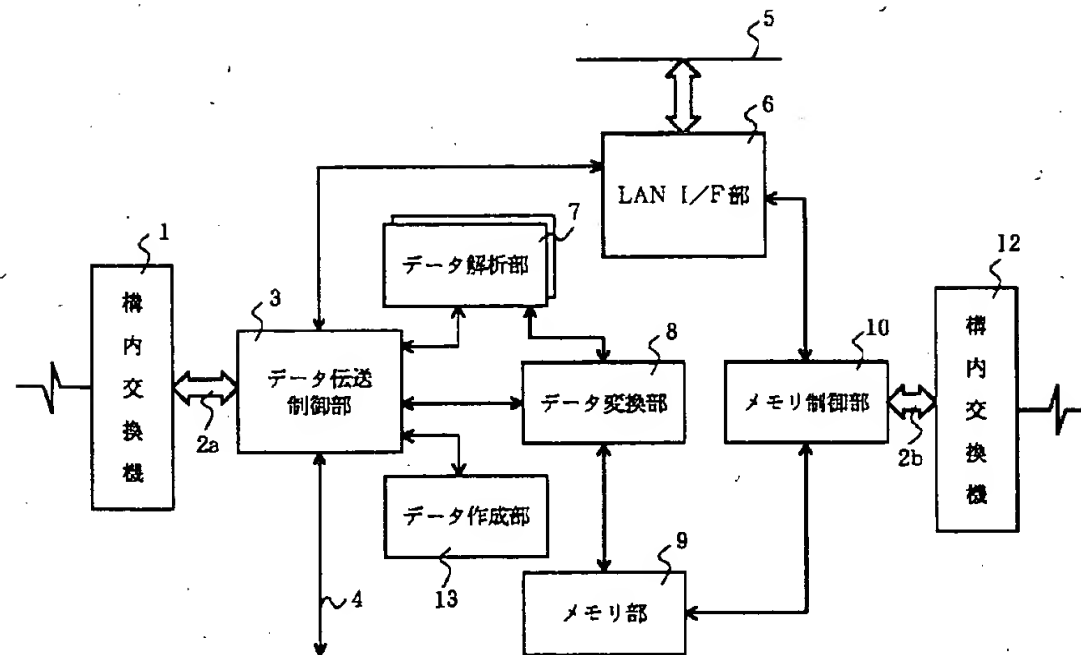 5
6
LAN I/F部
7
データ解析部
1
構内交換機
3
データ伝送
制御部
2a
8
データ変換部
10
メモリ制御部
2b
12
構内交換機
データ作成部
13
4
9
メモリ部